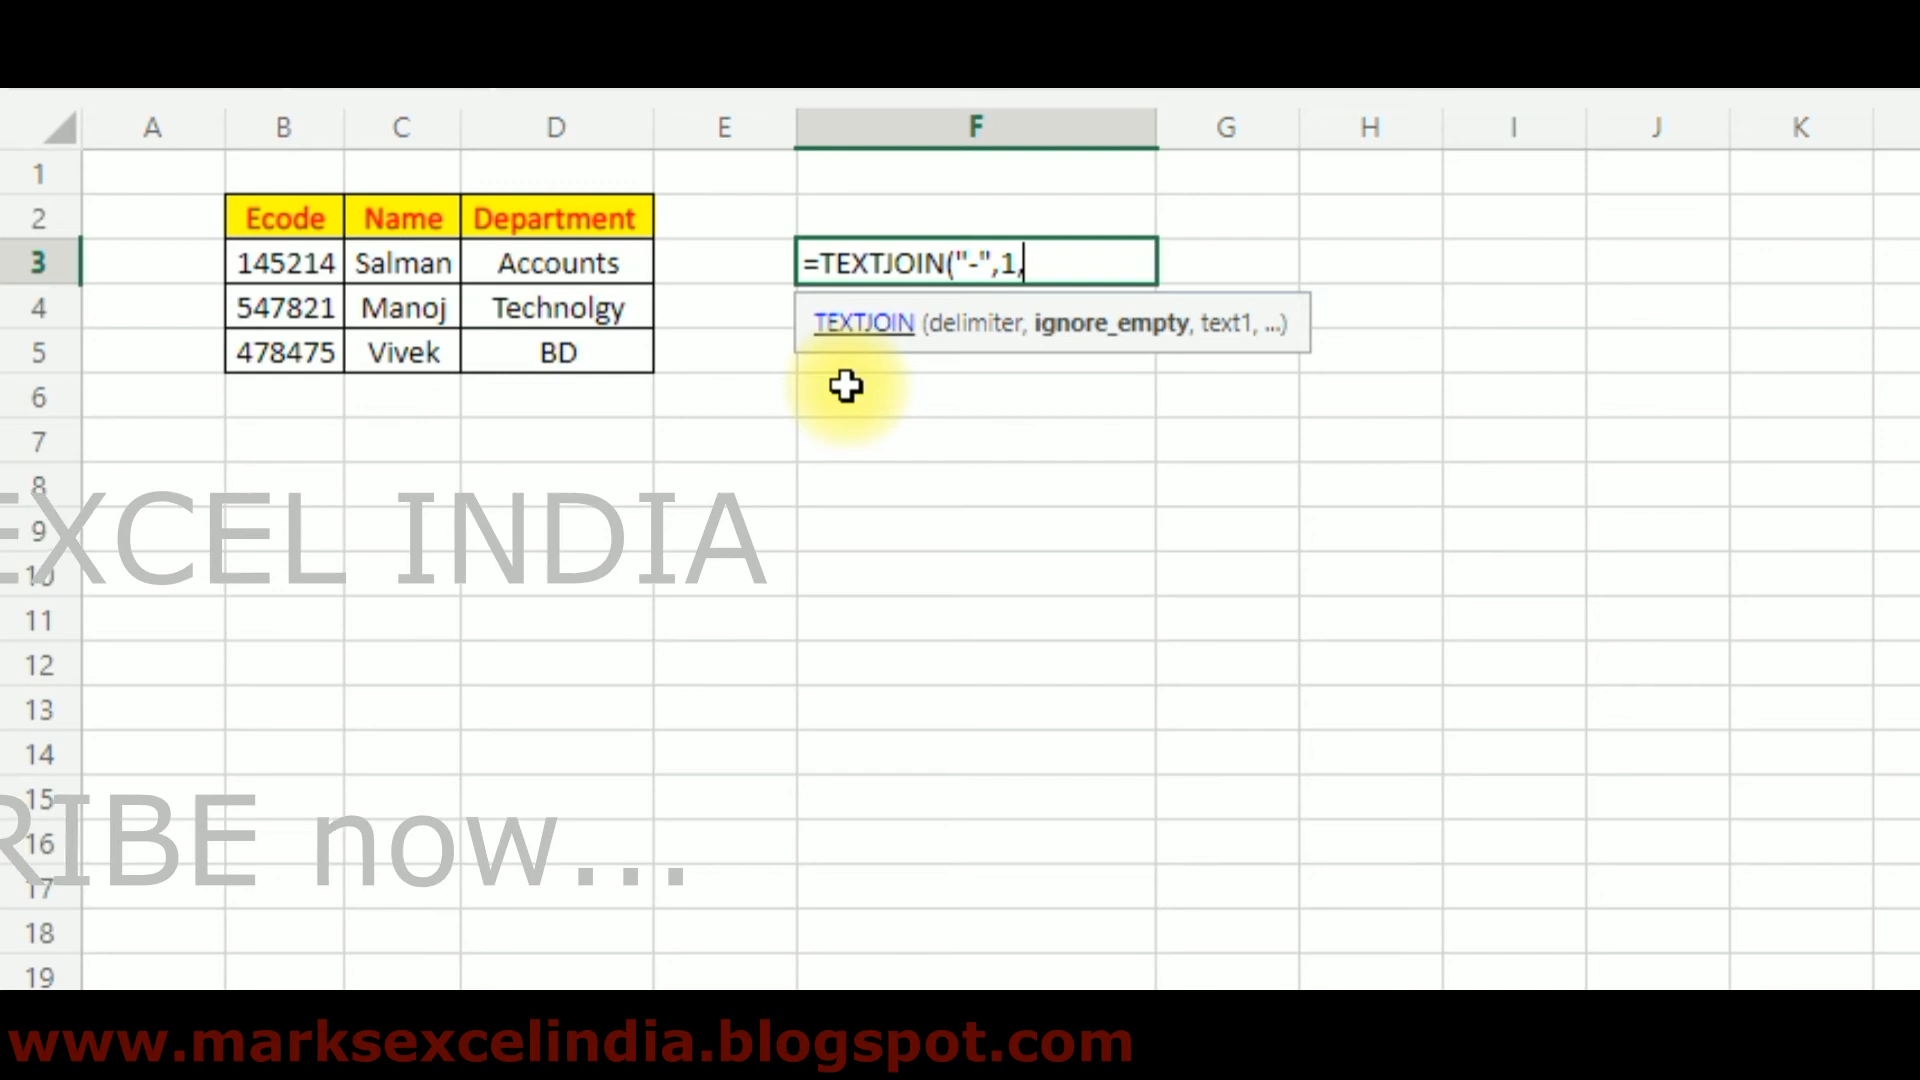 A B C D E F G H I J K
1
2 Ecode Name Department
3 145214 Salman Accounts =TEXTJOIN("-",1,
4 547821 Manoj Technolgy TEXTJOIN (delimiter, ignore_empty, text1, ...)
5 478475 Vivek BD
6
7
8
EXCEL INDIA
9
10
11
12
13
14
15
RIBE now...
16
17
18
19
www.marksexcelindia.blogspot.com